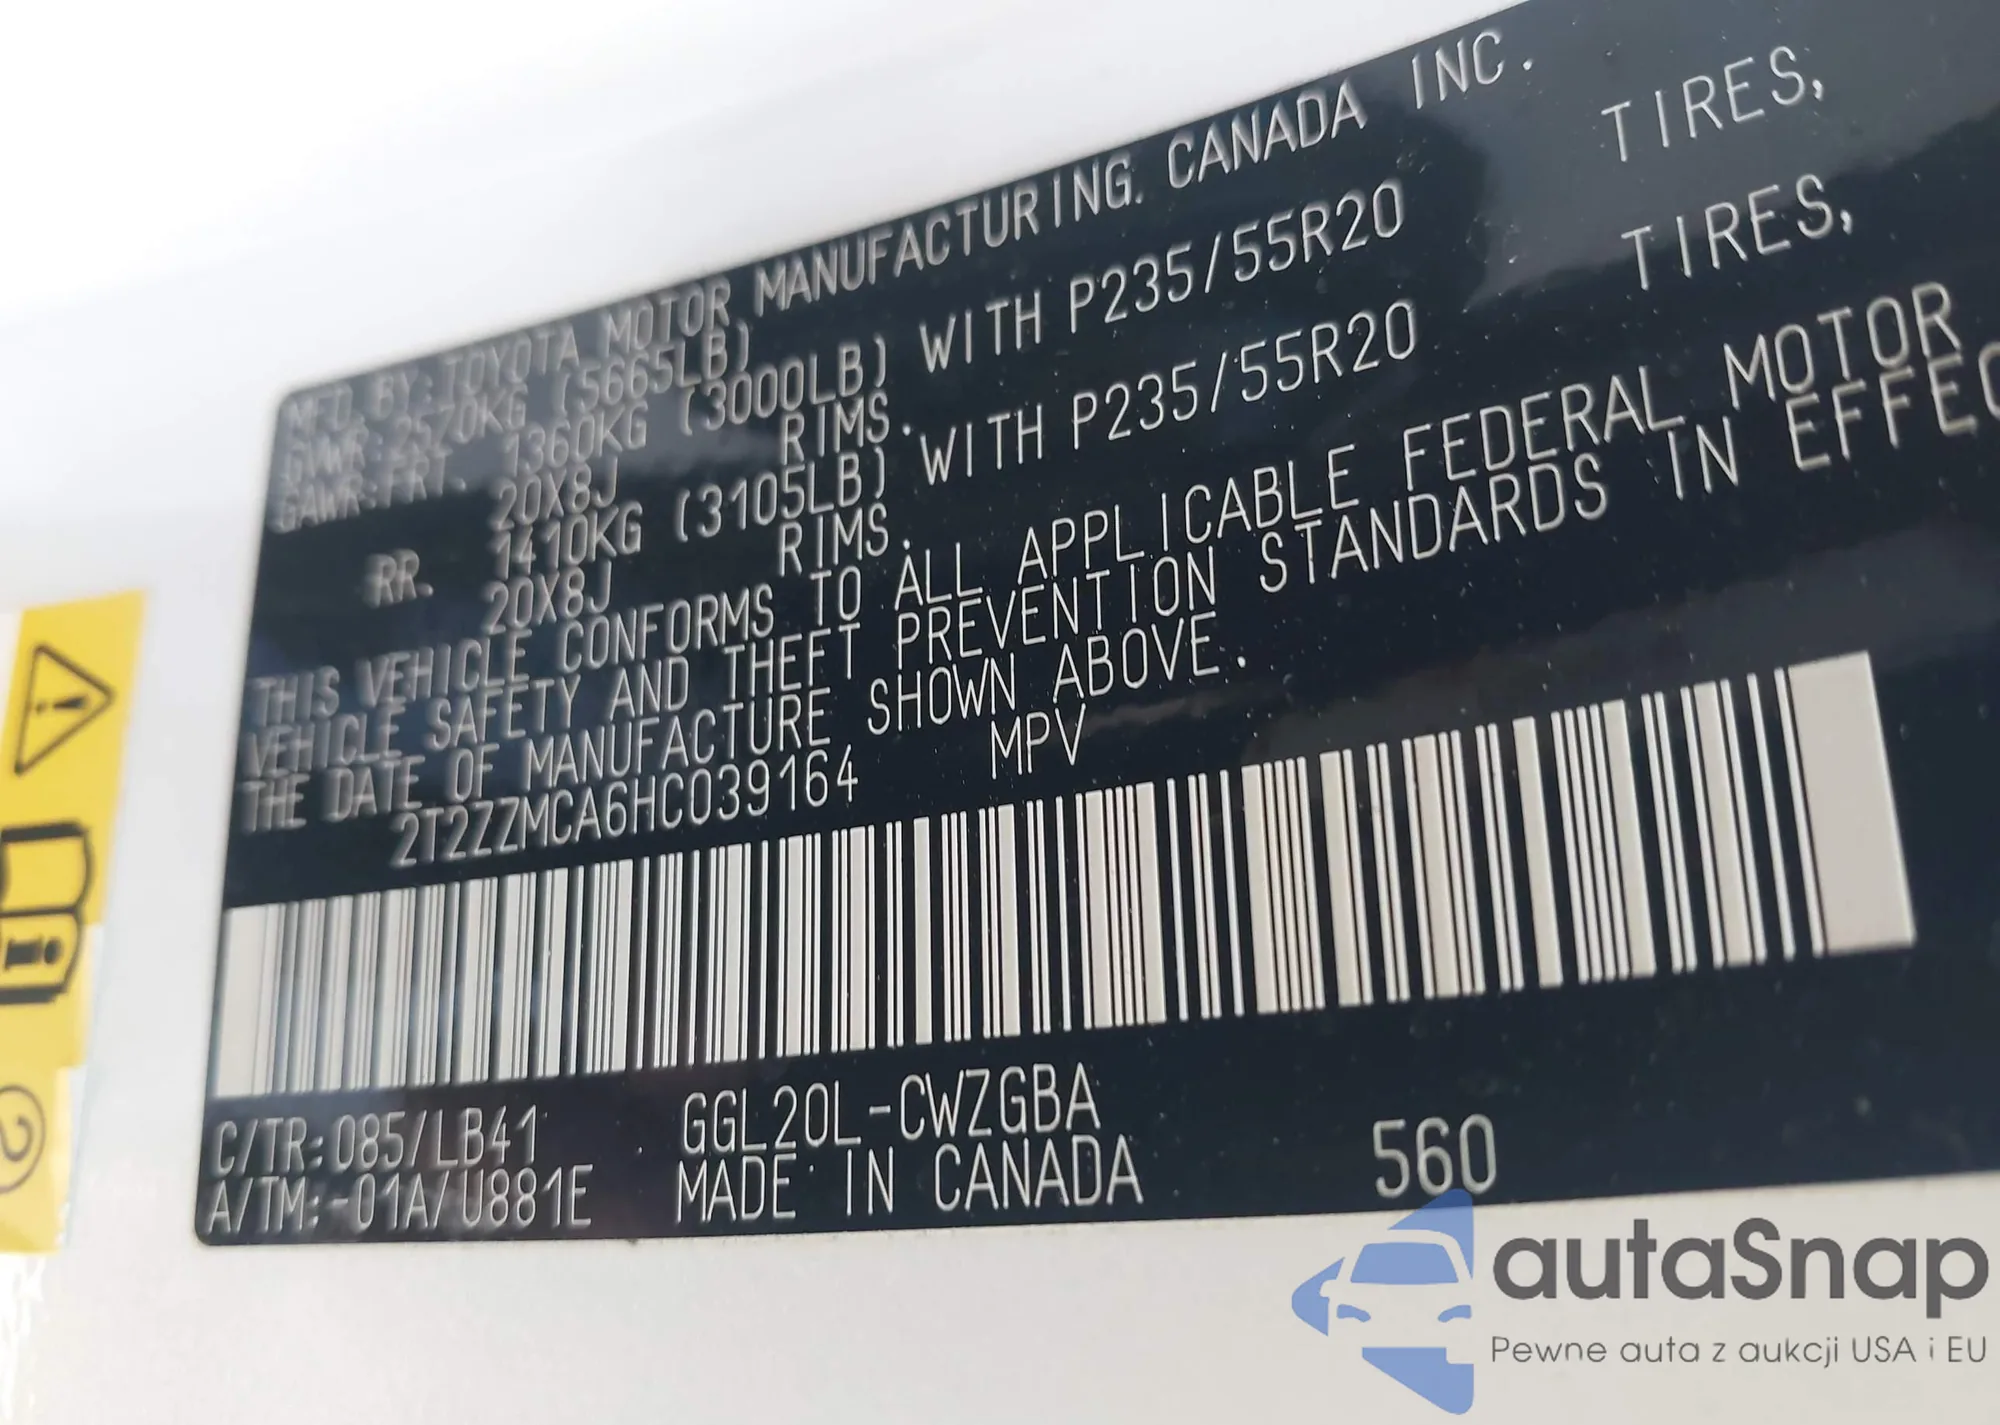 MFD. BY: TOYOTA MOTOR MANUFACTURING. CANADA INC.
GVWR: 2570KG (5665LB)
GAWR: FRT. 1360KG (3000LB) WITH P235/55R20 TIRES,
20X8J RIMS.
RR. 1410KG (3105LB) WITH P235/55R20 TIRES,
20X8J RIMS.
THIS VEHICLE CONFORMS TO ALL APPLICABLE FEDERAL MOTOR
VEHICLE SAFETY AND THEFT PREVENTION STANDARDS IN EFFEC
THE DATE OF MANUFACTURE SHOWN ABOVE.
2T2ZZMCA6HC039164 MPV
C/TR: 085/LB41 GGL20L-CWZGBA
A/TM: -01A/U881E MADE IN CANADA 560
2
autaSnap
Pewne auta z aukcji USA i EU